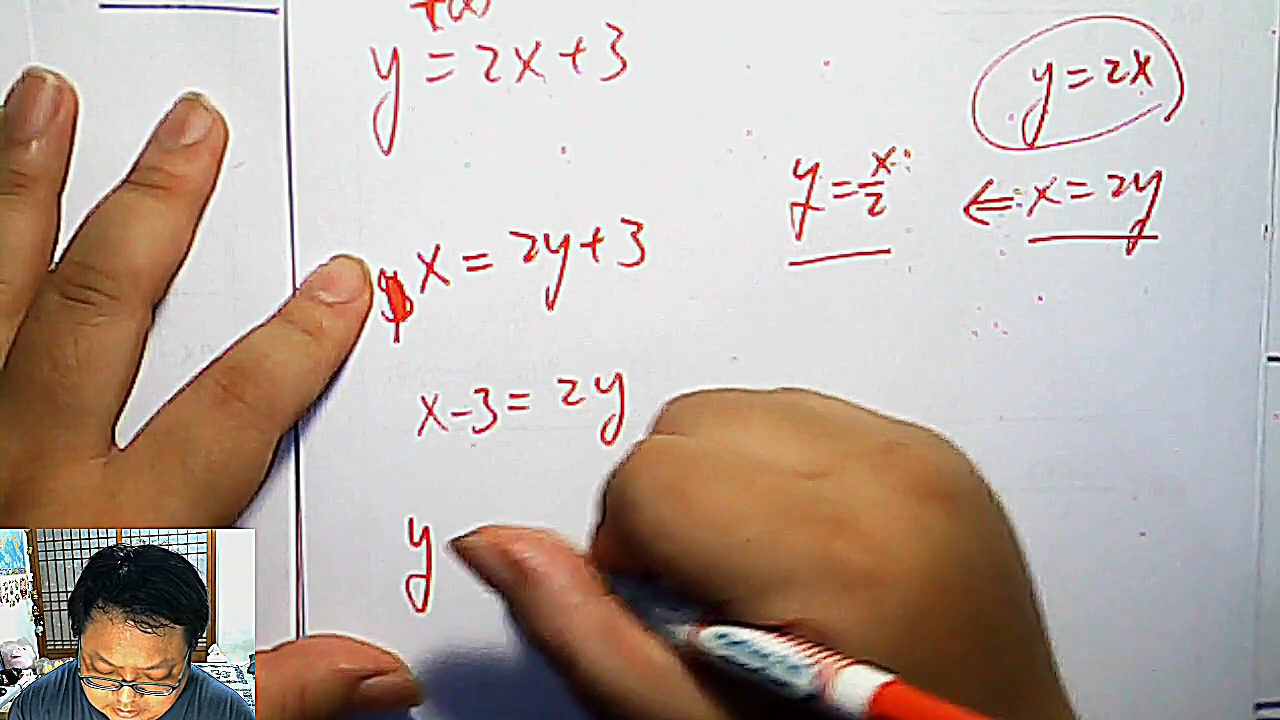 y = 2x + 3
x = 2y + 3
x - 3 = 2y
y
y = 2x
y = x/2 ← x = 2y